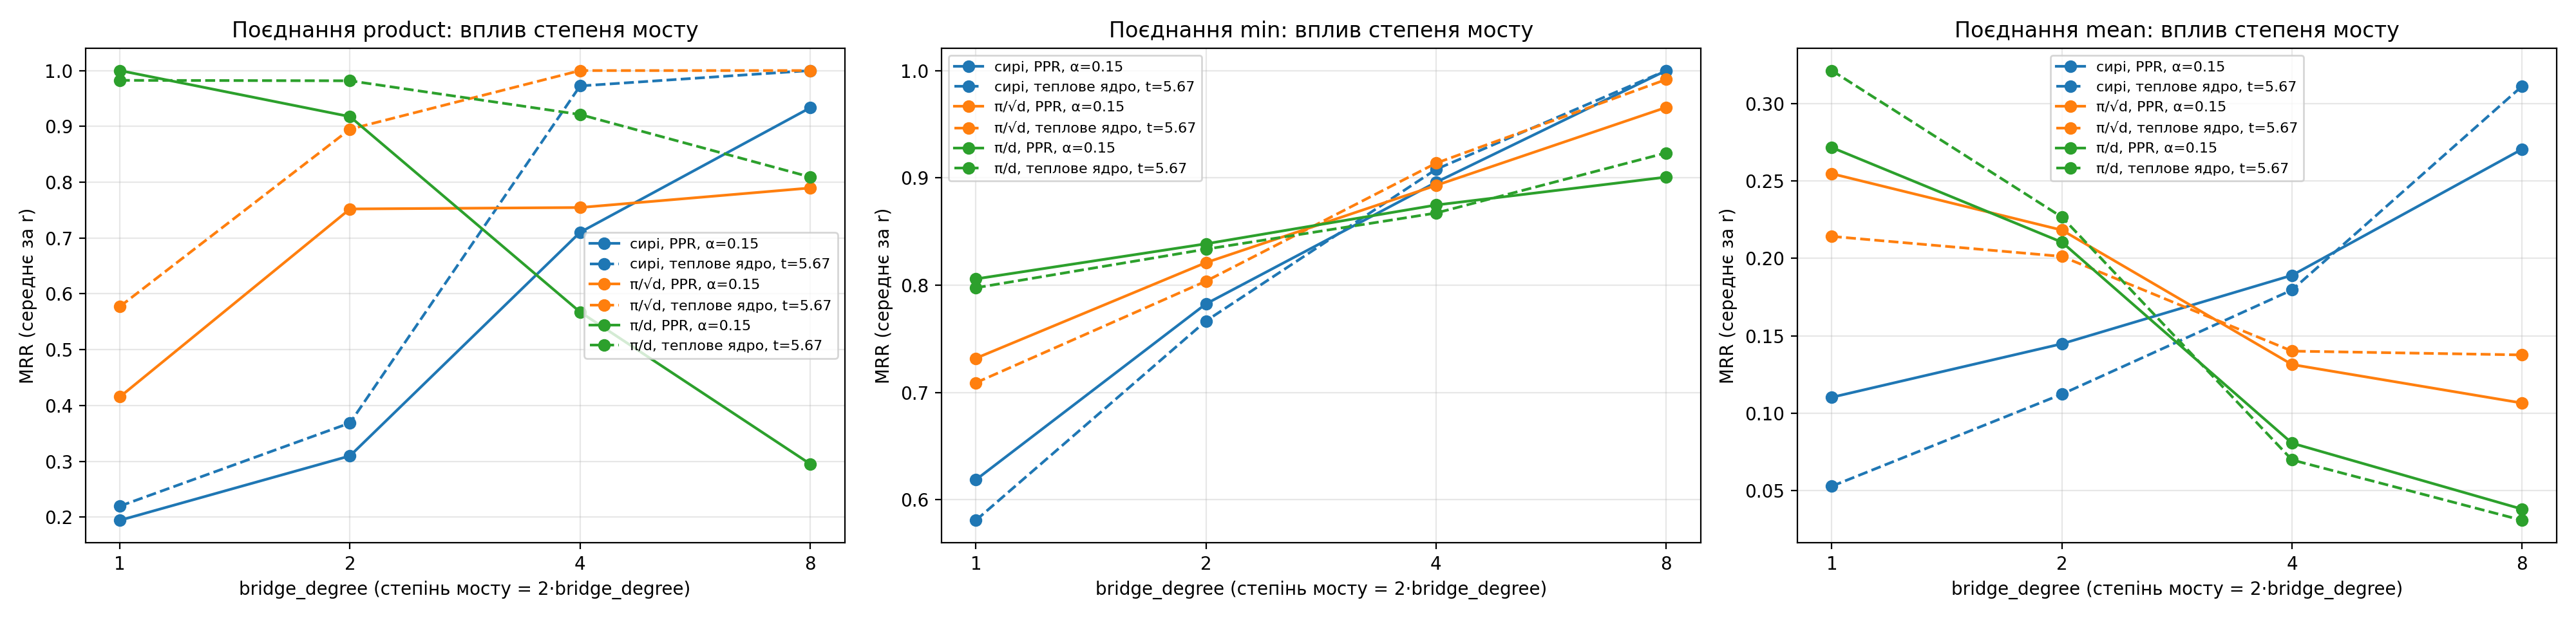 Поєднання product: вплив степеня мосту
MRR (середнє за r)
1.0
0.9
0.8
0.7
0.6
0.5
0.4
0.3
0.2
сирі, PPR, α=0.15
сирі, теплове ядро, t=5.67
π/√d, PPR, α=0.15
π/√d, теплове ядро, t=5.67
π/d, PPR, α=0.15
π/d, теплове ядро, t=5.67
1 2 4 8
bridge_degree (степінь мосту = 2·bridge_degree)
Поєднання min: вплив степеня мосту
MRR (середнє за r)
1.0
0.9
0.8
0.7
0.6
сирі, PPR, α=0.15
сирі, теплове ядро, t=5.67
π/√d, PPR, α=0.15
π/√d, теплове ядро, t=5.67
π/d, PPR, α=0.15
π/d, теплове ядро, t=5.67
1 2 4 8
bridge_degree (степінь мосту = 2·bridge_degree)
Поєднання mean: вплив степеня мосту
MRR (середнє за r)
0.30
0.25
0.20
0.15
0.10
0.05
сирі, PPR, α=0.15
сирі, теплове ядро, t=5.67
π/√d, PPR, α=0.15
π/√d, теплове ядро, t=5.67
π/d, PPR, α=0.15
π/d, теплове ядро, t=5.67
1 2 4 8
bridge_degree (степінь мосту = 2·bridge_degree)